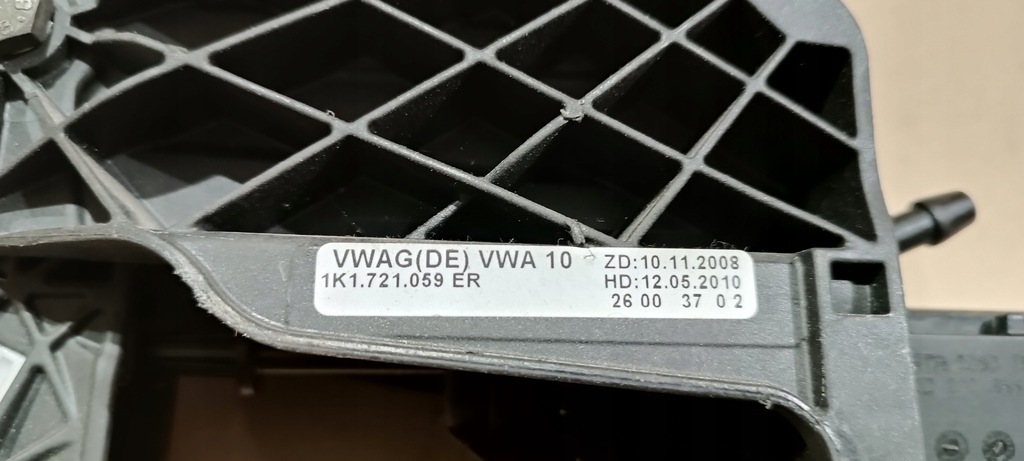 VWAG(DE) VWA 10 ZD:10.11.2008
1K1.721.059 ER HD:12.05.2010
26 00 37 0 2